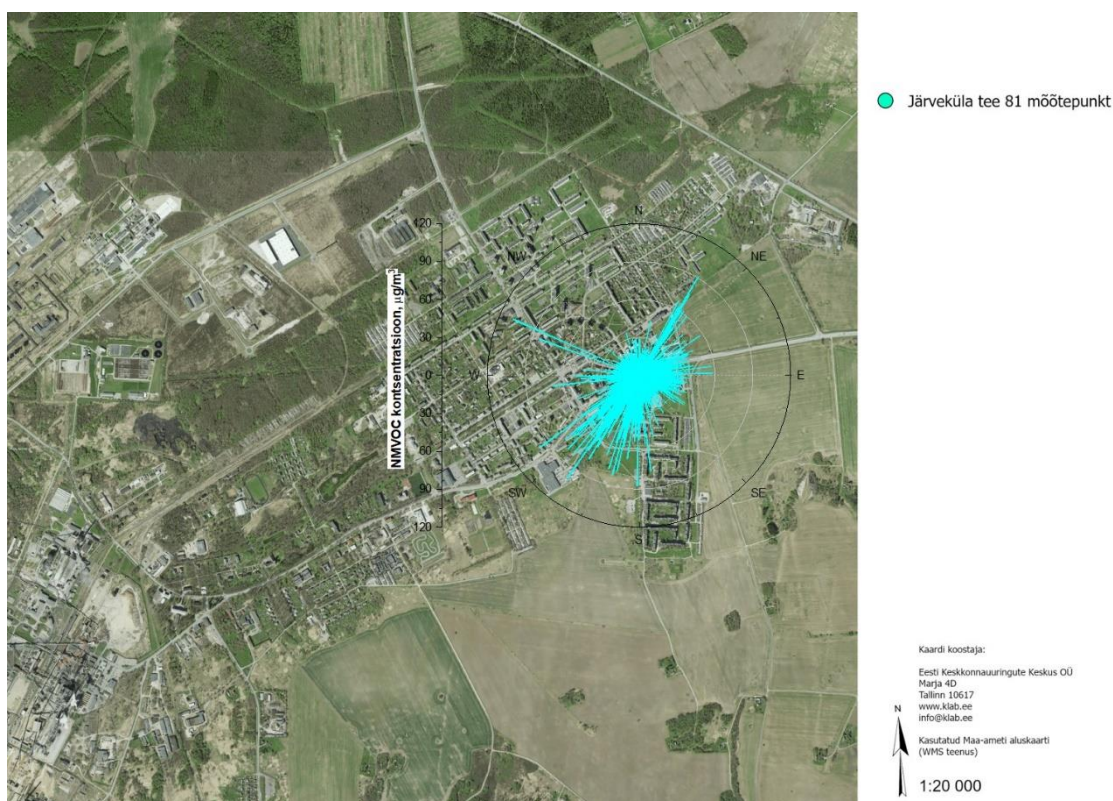 Järveküla tee 81 mõõtepunkt
N
NW
NE
W
E
SW
SE
S
120
90
60
30
0
30
60
90
120
NMVOC kontsentratsioon, µg/m³
Kaardi koostaja:
Eesti Keskkonnauuringute Keskus OÜ
Marja 4D
Tallinn 10617
www.klab.ee
info@klab.ee
N
Kasutatud Maa-ameti aluskaarti
(WMS teenus)
1:20 000